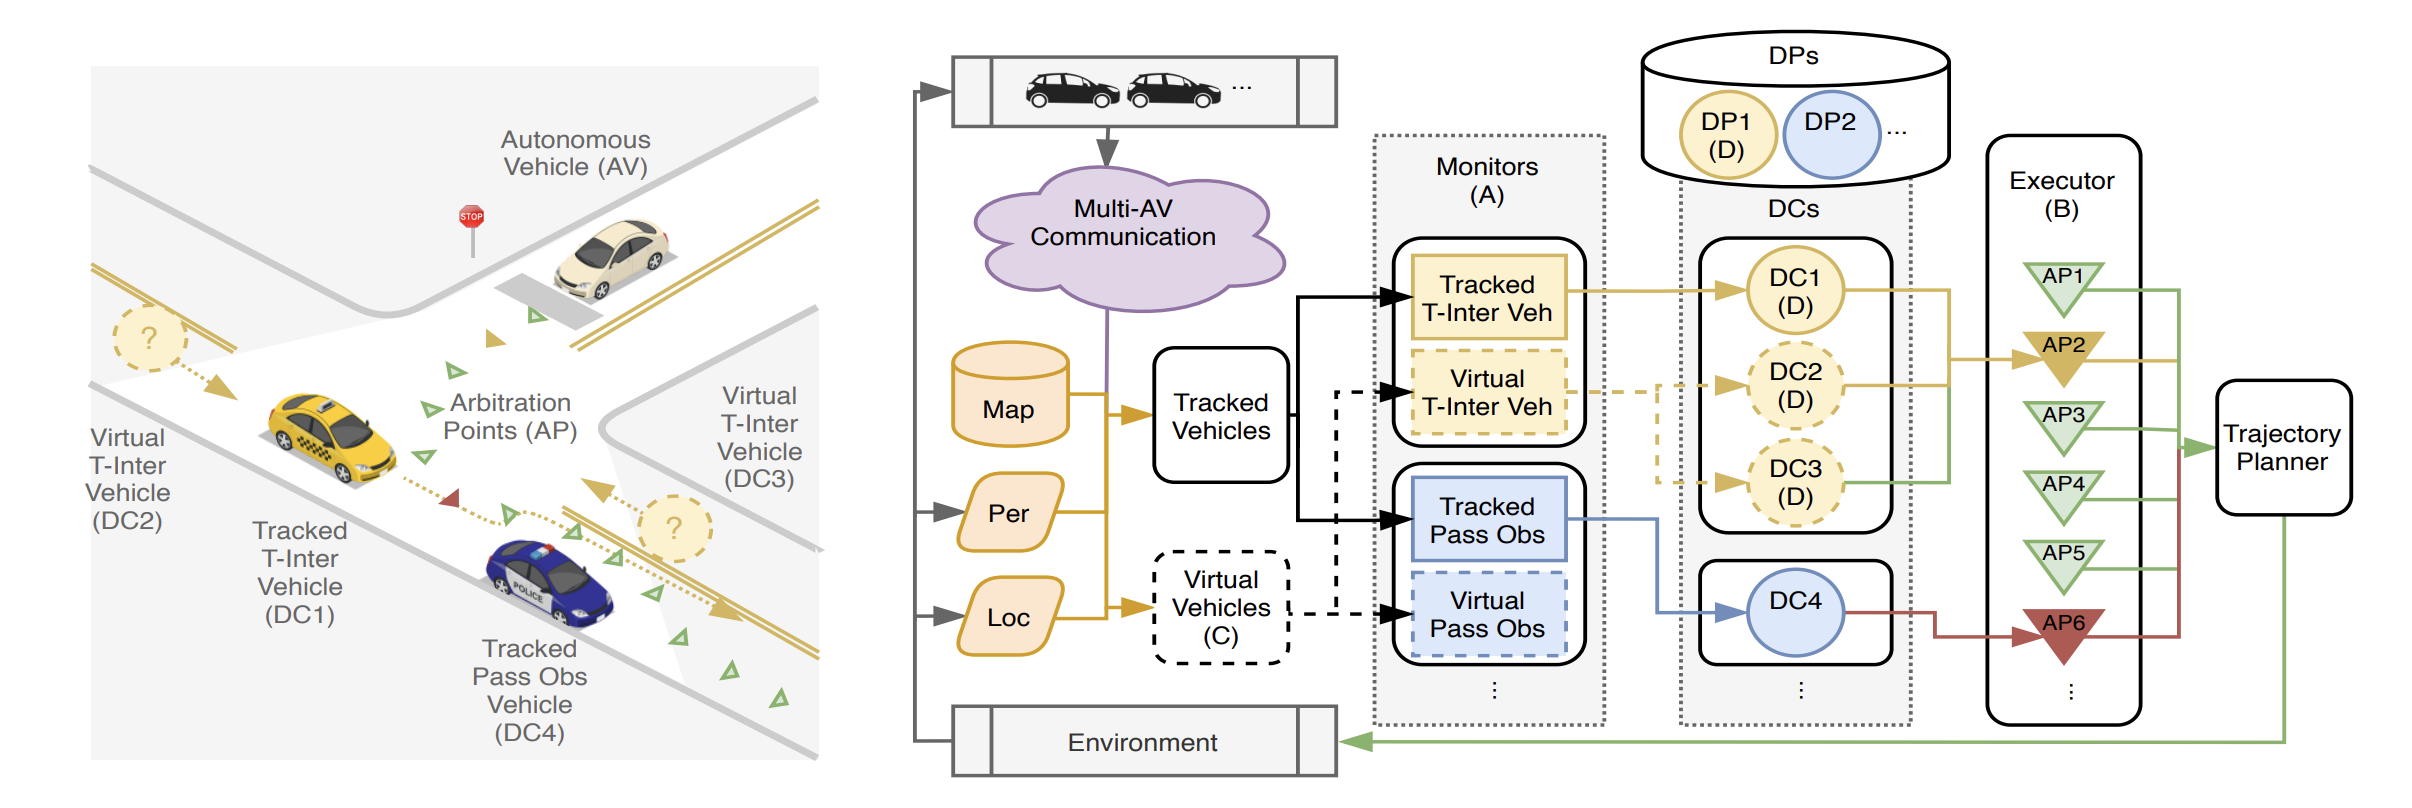 Autonomous
Vehicle (AV)
STOP
?
Arbitration
Points (AP)
Virtual
T-Inter
Vehicle
(DC3)
Virtual
T-Inter
Vehicle
(DC2)
?
Tracked
T-Inter
Vehicle
(DC1)
POLICE
Tracked
Pass Obs
Vehicle
(DC4)
...
Multi-AV
Communication
Map
Per
Loc
Tracked
Vehicles
Virtual
Vehicles
(C)
Environment
Monitors
(A)
Tracked
T-Inter Veh
Virtual
T-Inter Veh
Tracked
Pass Obs
Virtual
Pass Obs
...
DPs
DP1
(D)
DP2
...
DCs
DC1
(D)
DC2
(D)
DC3
(D)
DC4
...
Executor
(B)
AP1
AP2
AP3
AP4
AP5
AP6
...
Trajectory
Planner